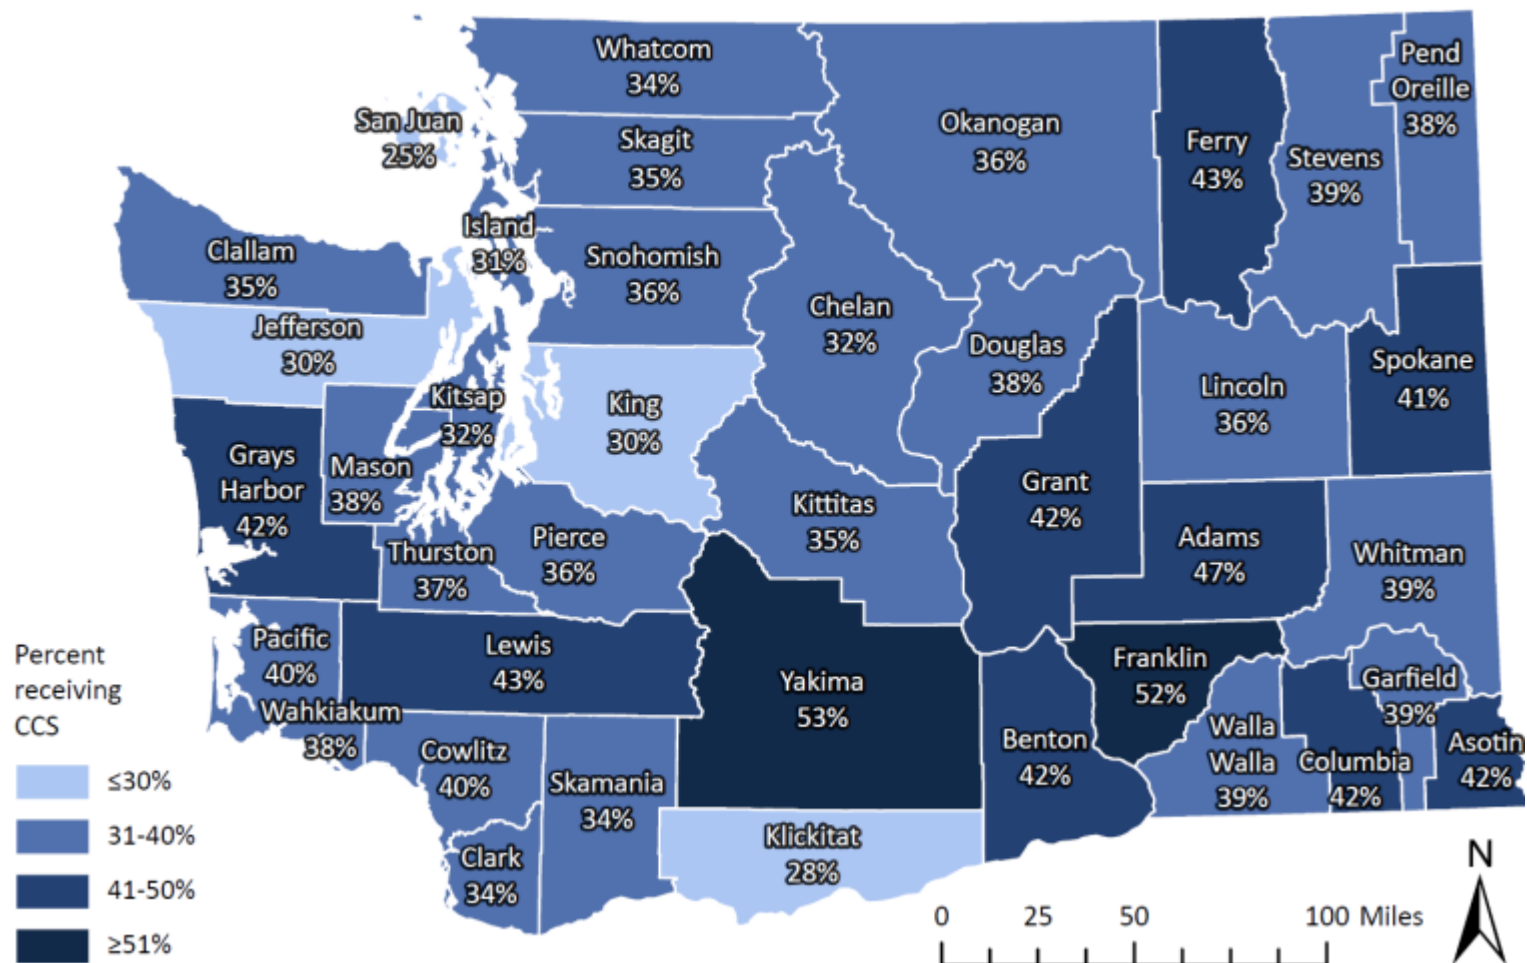 Whatcom
34%
San Juan
25%
Skagit
35%
Okanogan
36%
Ferry
43%
Stevens
39%
Pend
Oreille
38%
Island
31%
Clallam
35%
Snohomish
36%
Chelan
32%
Jefferson
30%
Douglas
38%
Spokane
41%
Lincoln
36%
Kitsap
32%
King
30%
Grays
Harbor
42%
Mason
38%
Grant
42%
Kittitas
35%
Pierce
36%
Thurston
37%
Adams
47%
Whitman
39%
Pacific
40%
Lewis
43%
Yakima
53%
Franklin
52%
Garfield
39%
Wahkiakum
38%
Cowlitz
40%
Skamania
34%
Benton
42%
Walla
Walla
39%
Columbia
42%
Asotin
42%
Clark
34%
Klickitat
28%
Percent
receiving
CCS
≤30%
31-40%
41-50%
≥51%
0 25 50 100 Miles
N